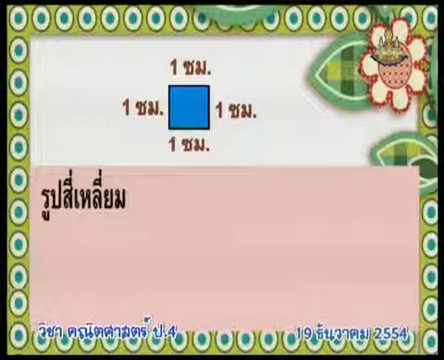 1 ซม.
1 ซม. 1 ซม.
1 ซม.
รูปสี่เหลี่ยม
วิชา คณิตศาสตร์ ป.4 19 ธันวาคม 2554